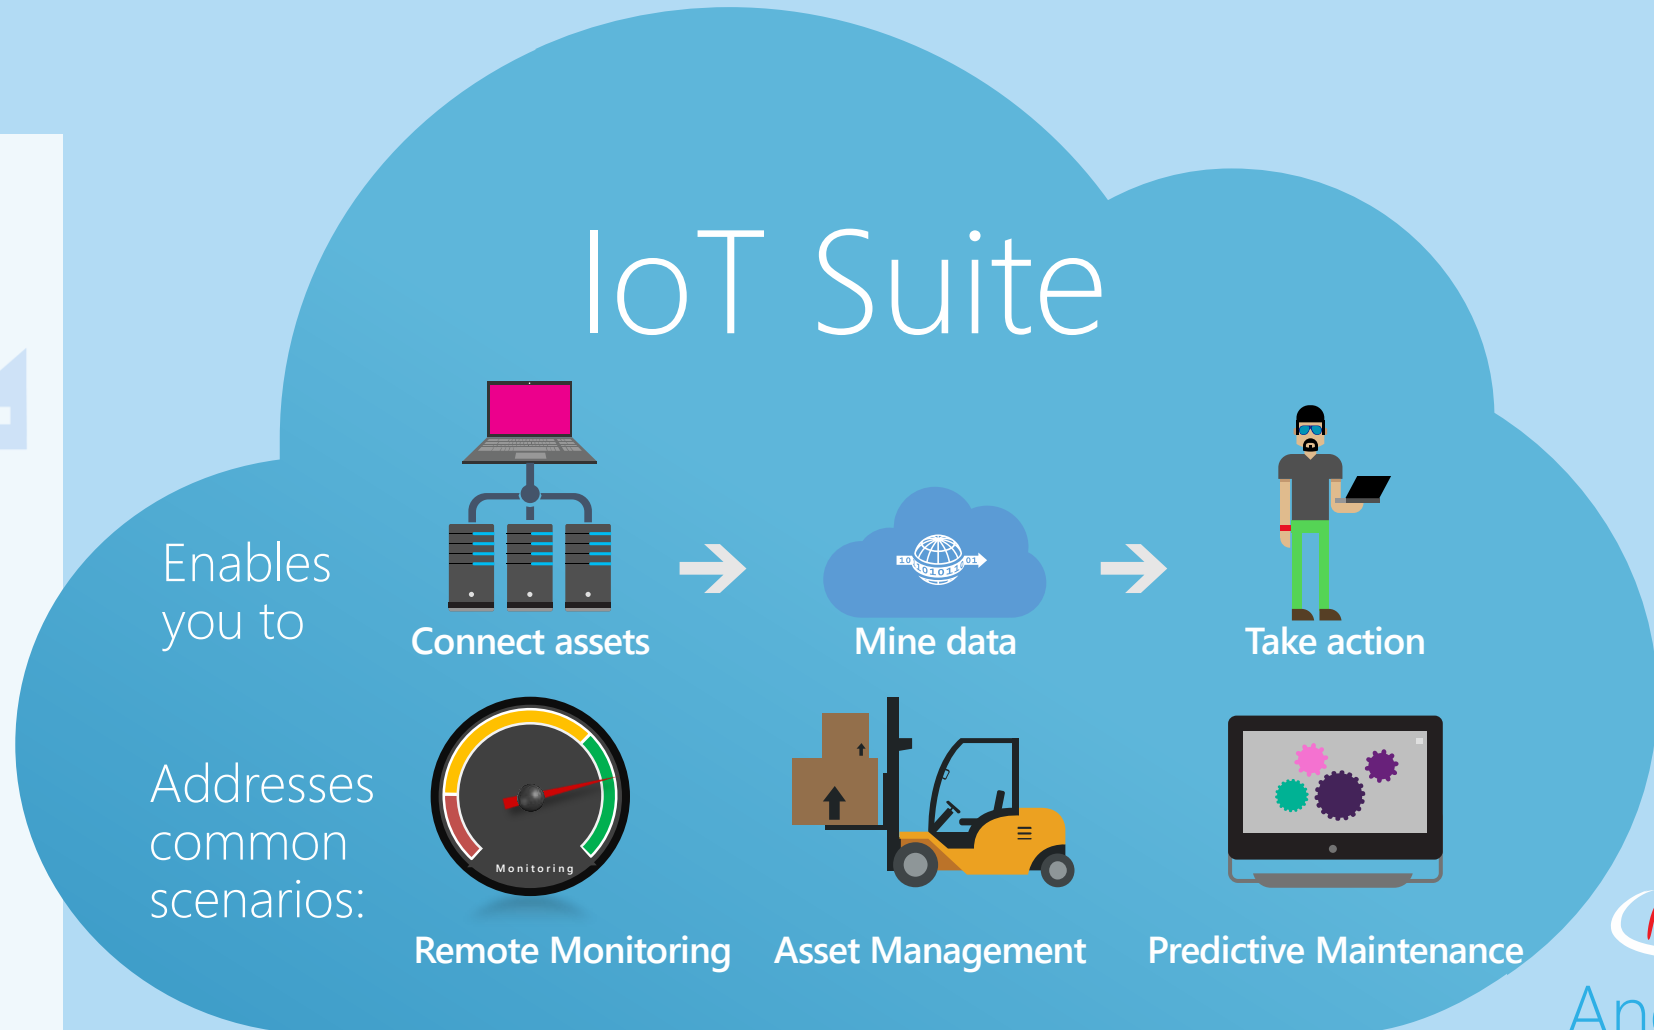 IoT Suite
Enables
you to
Connect assets
Mine data
Take action
Addresses
common
scenarios:
Monitoring
Remote Monitoring
Asset Management
Predictive Maintenance